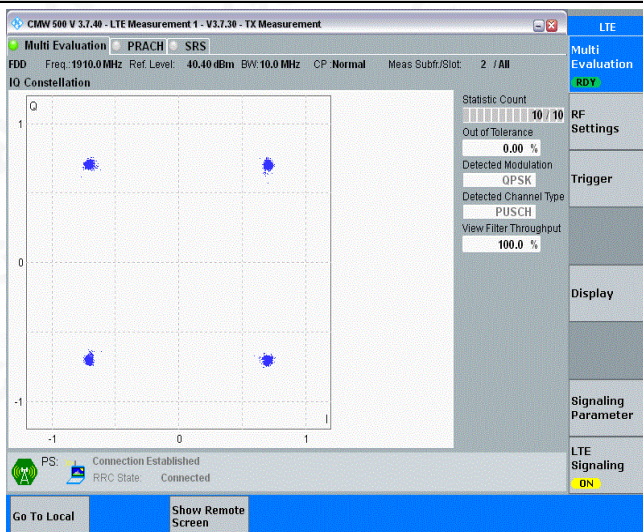 CMW 500 V 3.7.40 - LTE Measurement 1 - V3.7.30 - TX Measurement
LTE
Multi Evaluation PRACH SRS
Multi
Evaluation
RDY
FDD Freq.:1910.0 MHz Ref. Level: 40.40 dBm BW:10.0 MHz CP :Normal Meas Subfr./Slot: 2 / All
IQ Constellation
Q
1
0
-1
-1 0 1
I
Statistic Count
10 / 10
Out of Tolerance
0.00 %
Detected Modulation
QPSK
Detected Channel Type
PUSCH
View Filter Throughput
100.0 %
RF
Settings
Trigger
Display
Signaling
Parameter
LTE
Signaling
ON
PS: Connection Established
RRC State: Connected
Go To Local
Show Remote
Screen